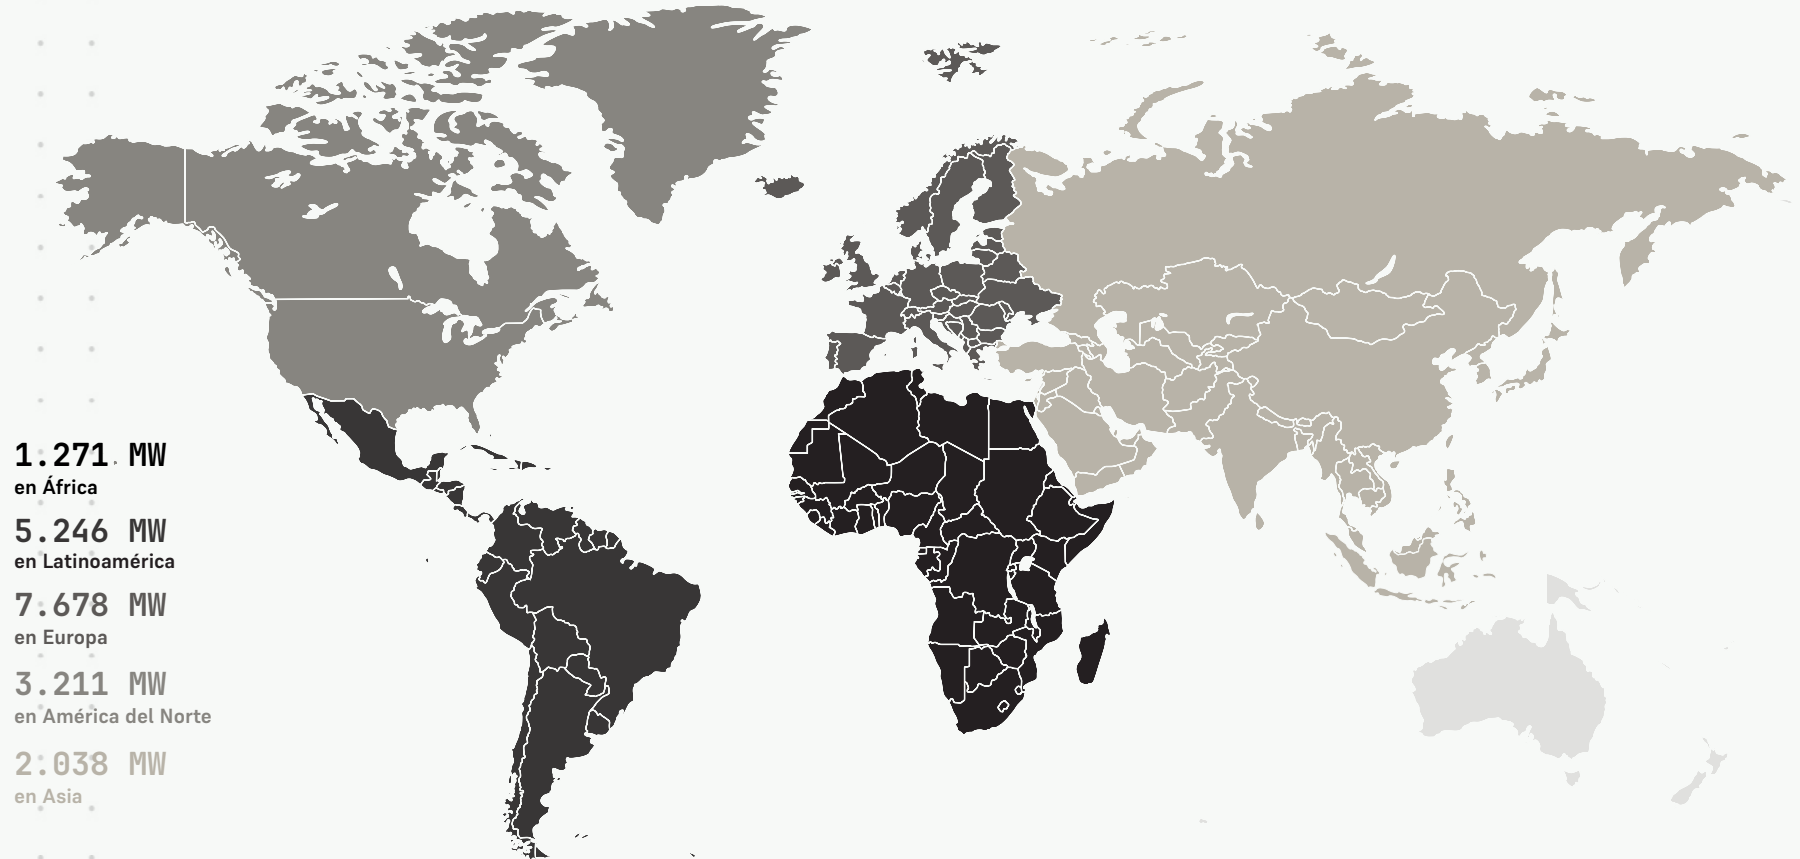 1.271 MW
en África
5.246 MW
en Latinoamérica
7.678 MW
en Europa
3.211 MW
en América del Norte
2.038 MW
en Asia